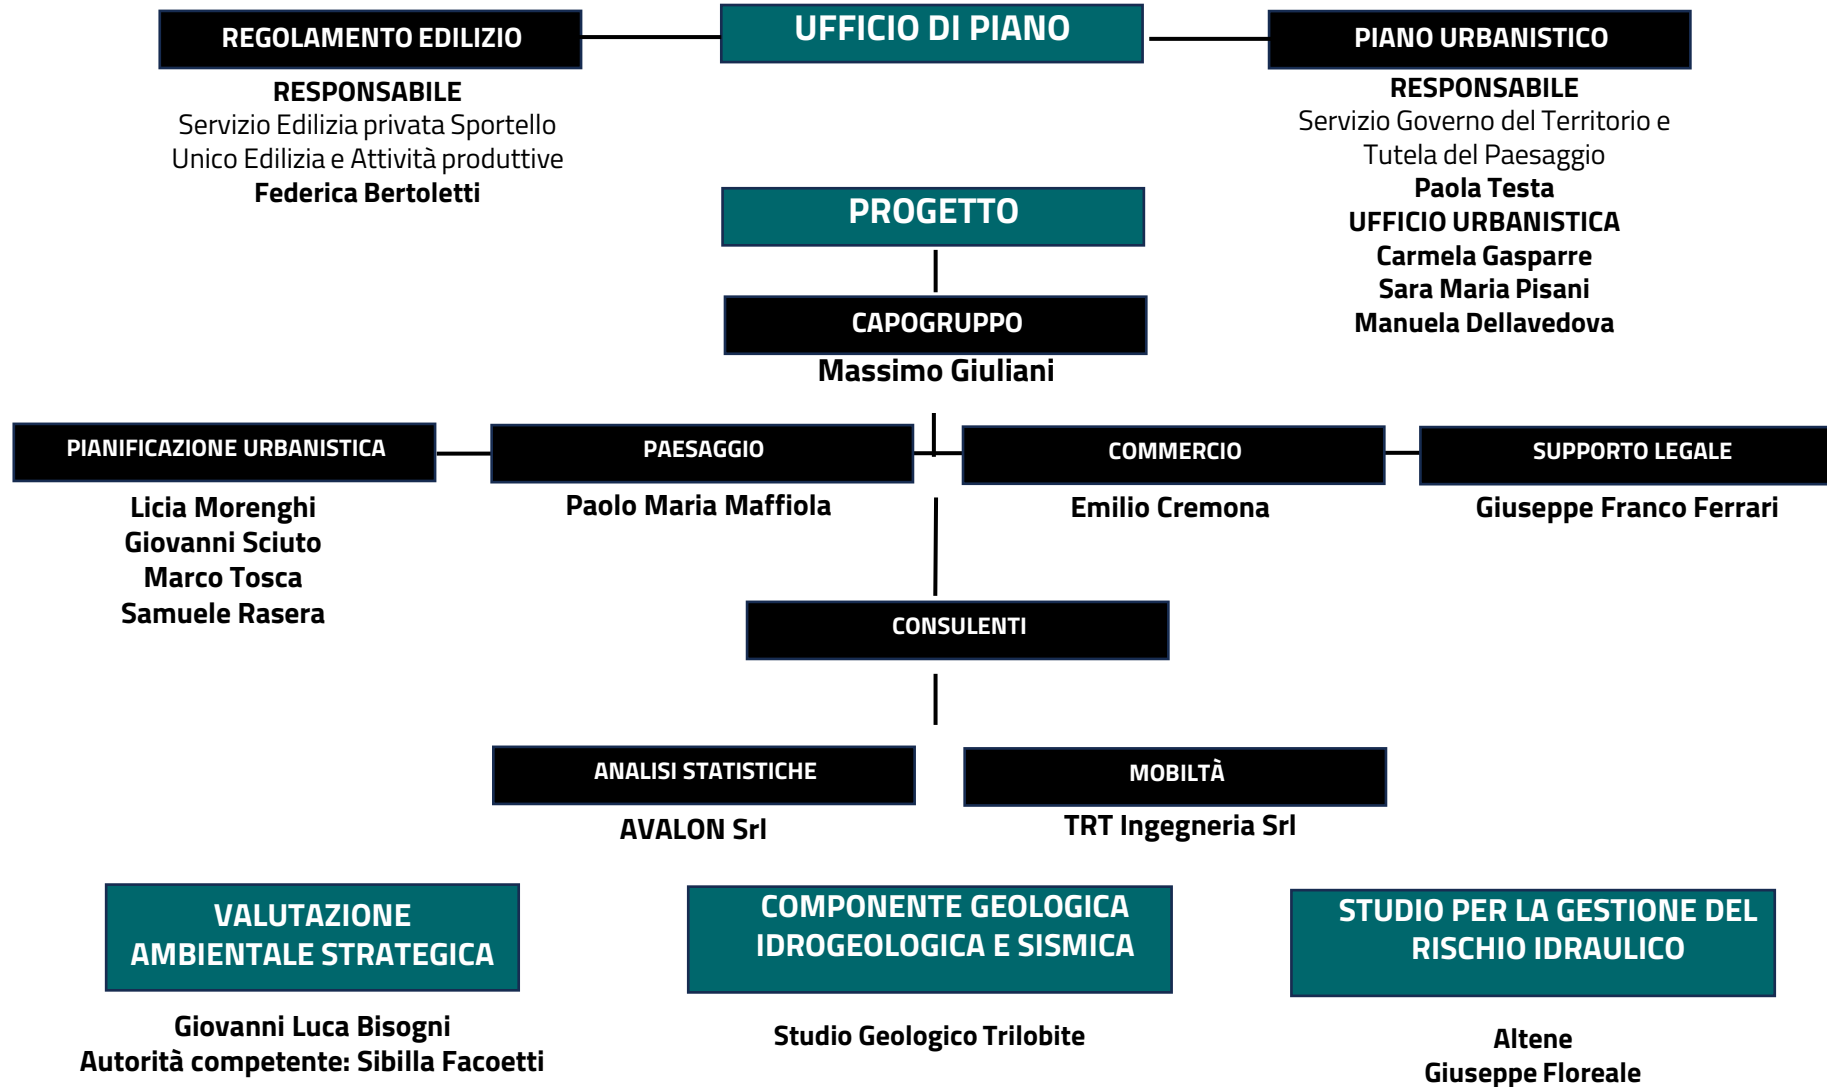 REGOLAMENTO EDILIZIO
UFFICIO DI PIANO
PIANO URBANISTICO
RESPONSABILE
Servizio Edilizia privata Sportello
Unico Edilizia e Attività produttive
Federica Bertoletti
RESPONSABILE
Servizio Governo del Territorio e
Tutela del Paesaggio
Paola Testa
UFFICIO URBANISTICA
Carmela Gasparre
Sara Maria Pisani
Manuela Dellavedova
PROGETTO
CAPOGRUPPO
Massimo Giuliani
PIANIFICAZIONE URBANISTICA
Licia Morenghi
Giovanni Sciuto
Marco Tosca
Samuele Rasera
PAESAGGIO
Paolo Maria Maffiola
COMMERCIO
Emilio Cremona
SUPPORTO LEGALE
Giuseppe Franco Ferrari
CONSULENTI
ANALISI STATISTICHE
AVALON Srl
MOBILTÀ
TRT Ingegneria Srl
VALUTAZIONE
AMBIENTALE STRATEGICA
Giovanni Luca Bisogni
Autorità competente: Sibilla Facoetti
COMPONENTE GEOLOGICA
IDROGEOLOGICA E SISMICA
Studio Geologico Trilobite
STUDIO PER LA GESTIONE DEL
RISCHIO IDRAULICO
Altene
Giuseppe Floreale